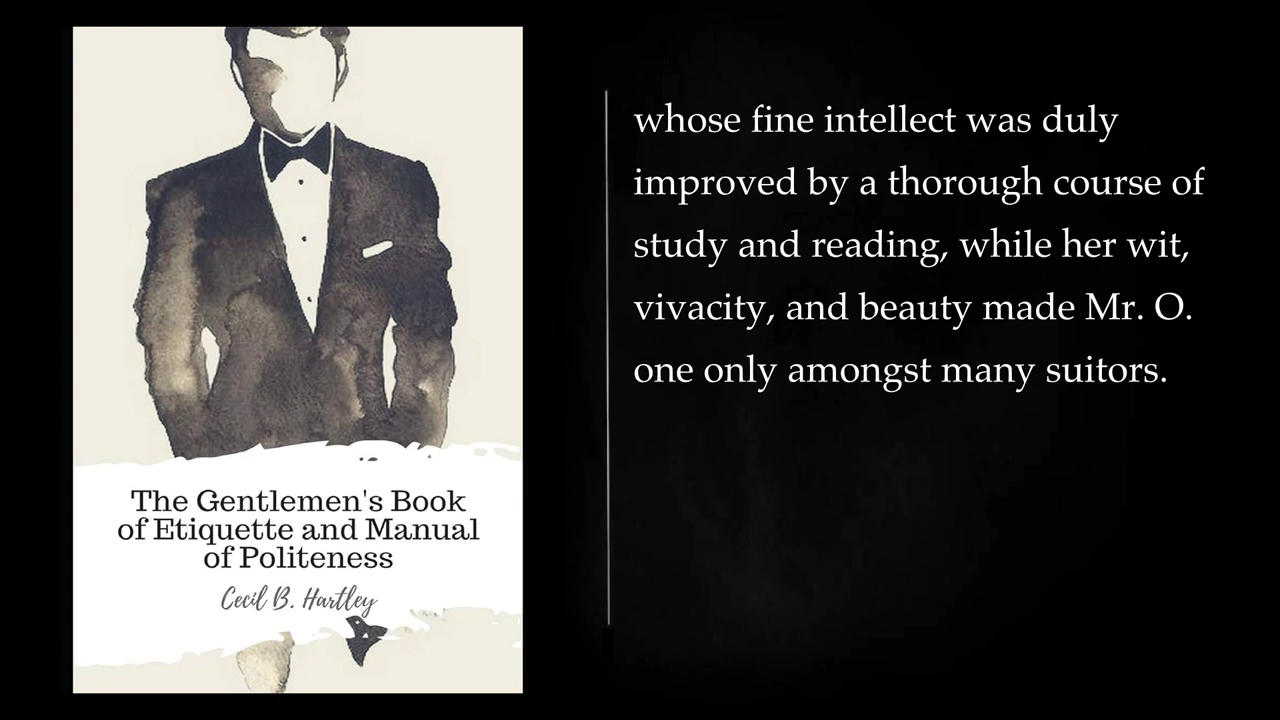 The Gentlemen's Book
of Etiquette and Manual
of Politeness
Cecil B. Hartley
whose fine intellect was duly
improved by a thorough course of
study and reading, while her wit,
vivacity, and beauty made Mr. O.
one only amongst many suitors.